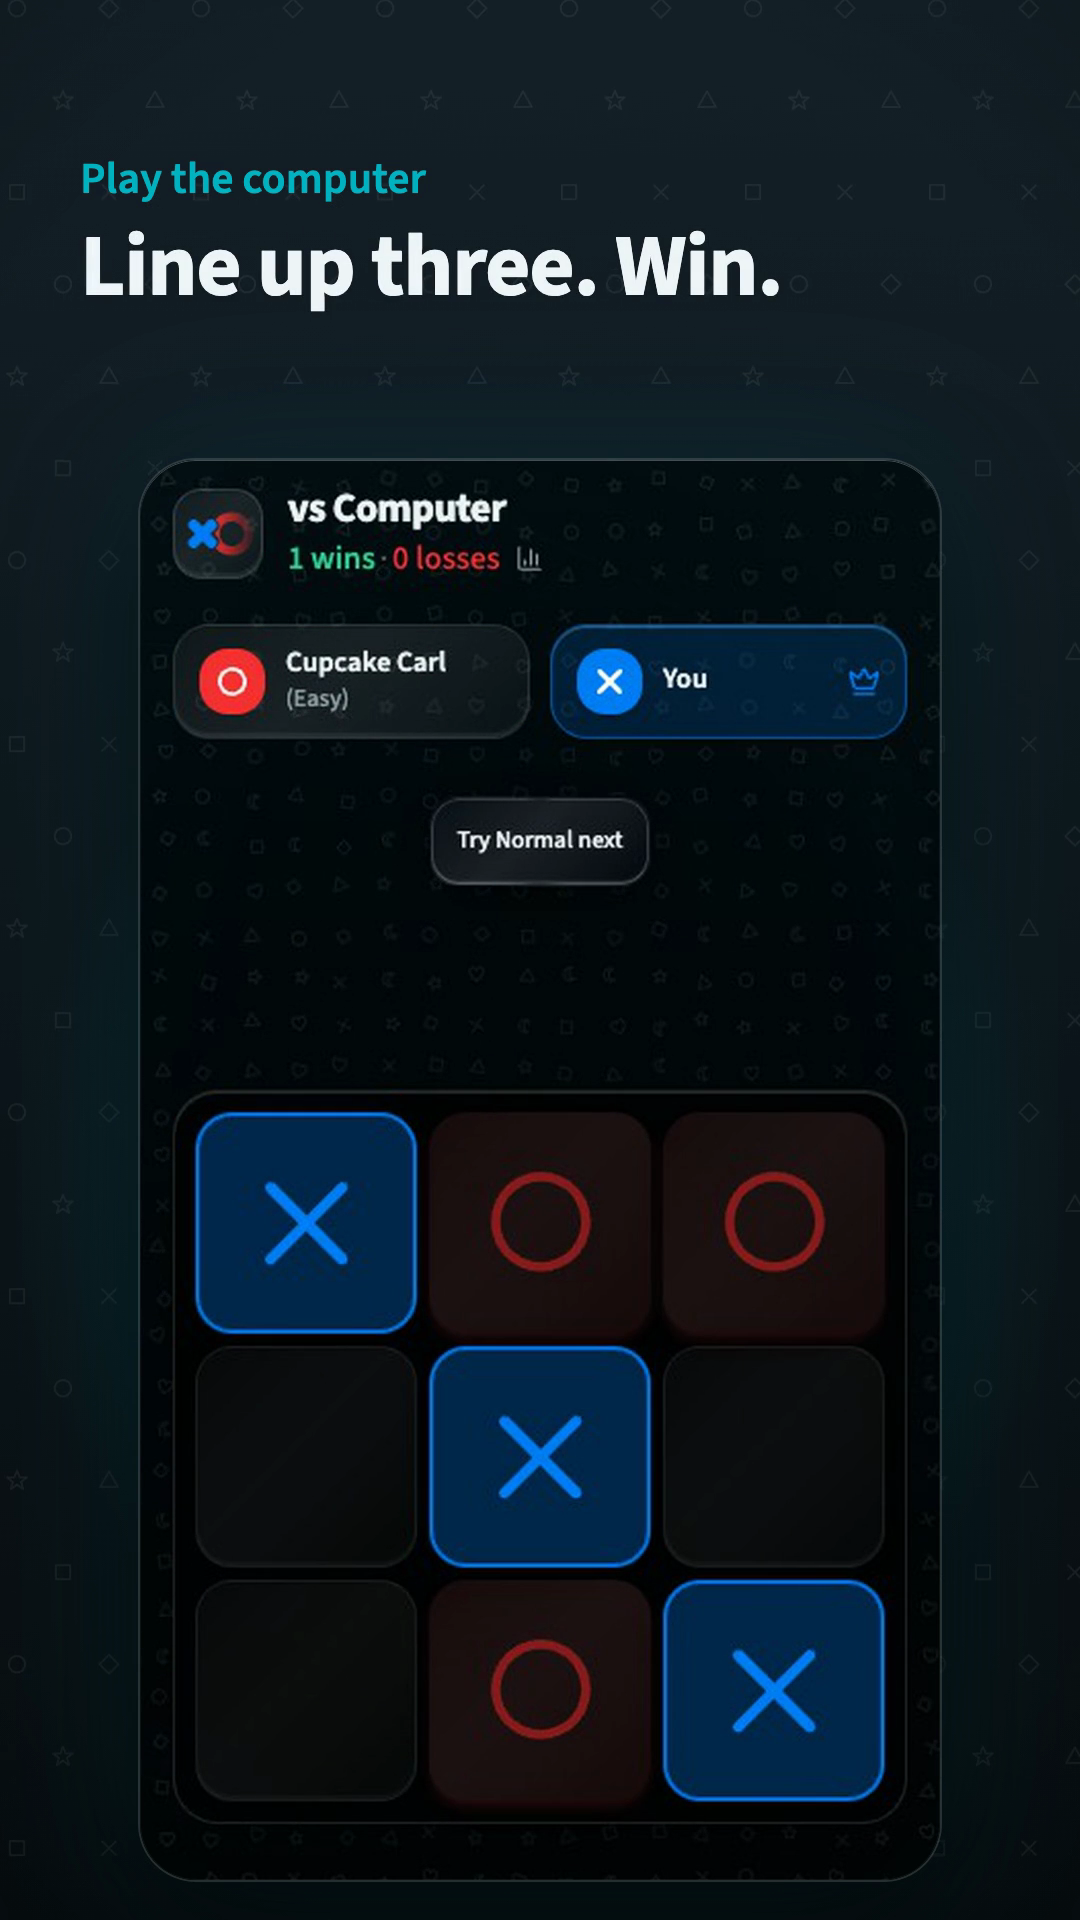 Play the computer
Line up three. Win.
vs Computer
1 wins · 0 losses
Cupcake Carl
(Easy)
You
Try Normal next